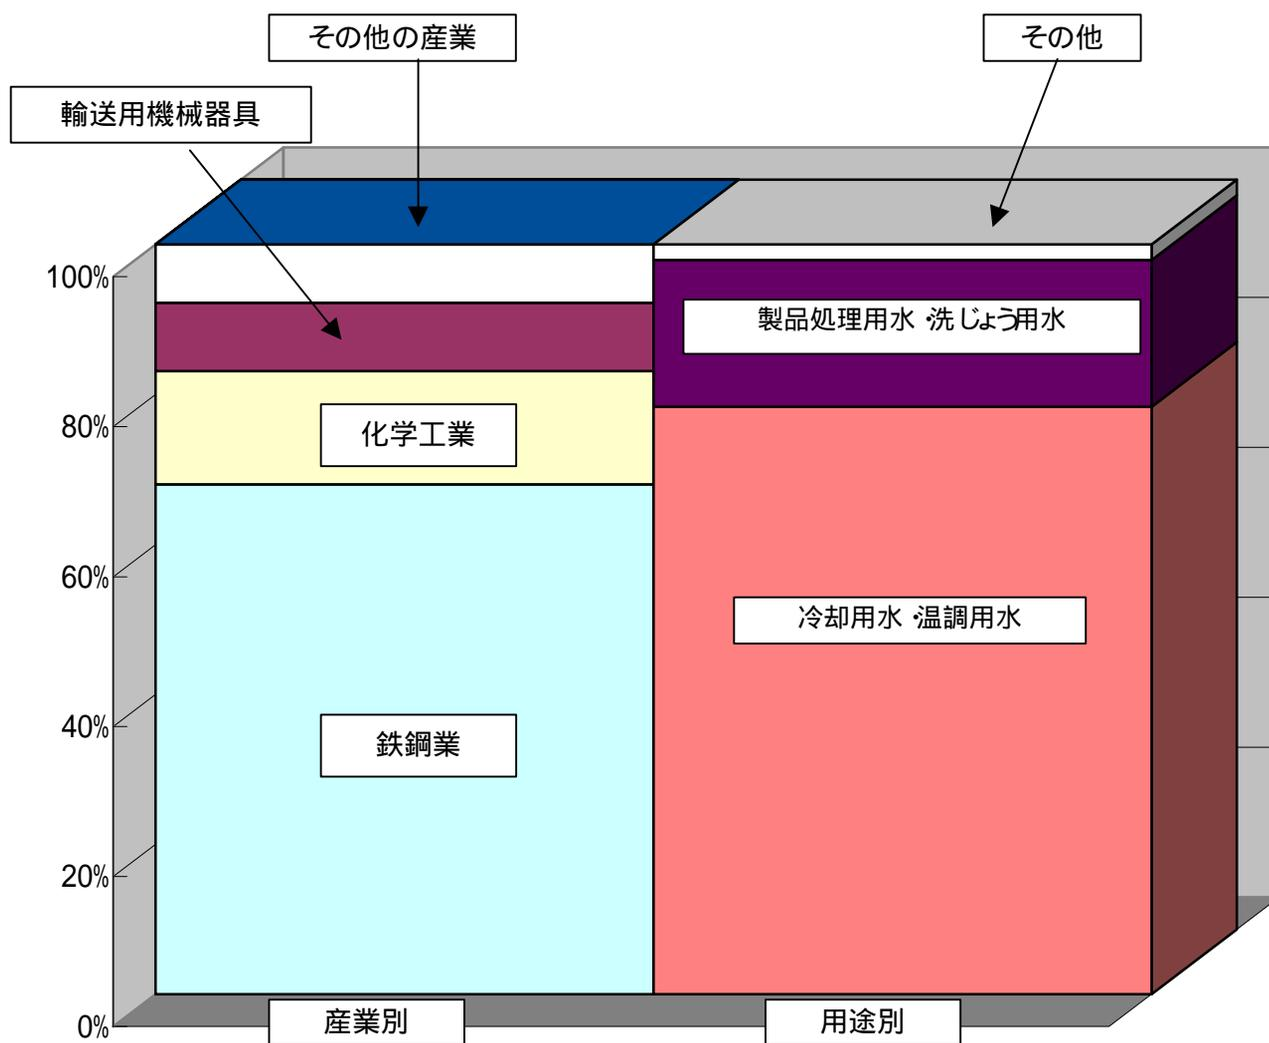 その他の産業
その他
輸送用機械器具
100%
製品処理用水・洗じょう用水
80%
化学工業
60%
冷却用水・温調用水
40%
鉄鋼業
20%
0%
産業別
用途別